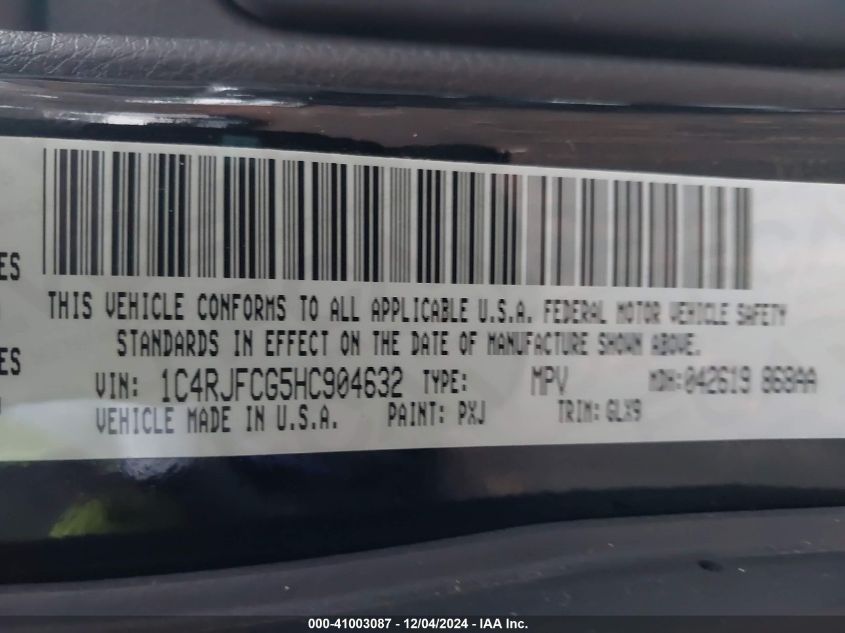 ES
THIS VEHICLE CONFORMS TO ALL APPLICABLE U.S.A. FEDERAL MOTOR VEHICLE SAFETY
STANDARDS IN EFFECT ON THE DATE OF MANUFACTURE SHOWN ABOVE.
ES
VIN: 1C4RJFCG5HC904632 TYPE: MPV MDH: 042619 868AA
VEHICLE MADE IN U.S.A. PAINT: PXJ TRIM: GLX9
000-41003087 - 12/04/2024 - IAA Inc.